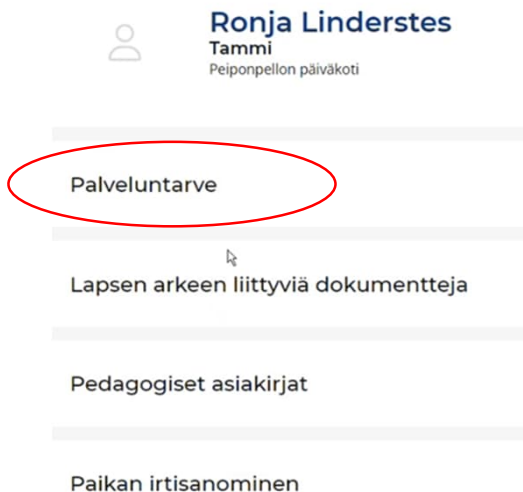 Ronja Linderstes
Tammi
Peiponpellon päiväkoti
Palveluntarve
Lapsen arkeen liittyviä dokumentteja
Pedagogiset asiakirjat
Paikan irtisanominen